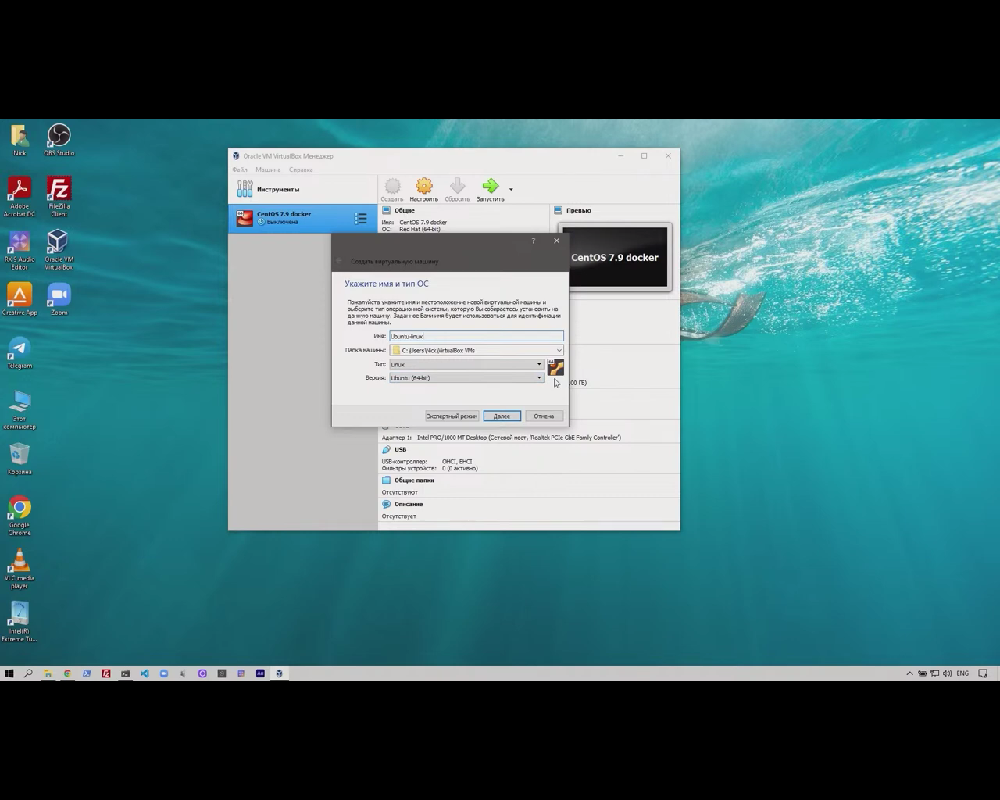 Nick
OBS Studio
Adobe
Acrobat DC
FileZilla
Client
RX 9 Audio
Editor
Oracle VM
VirtualBox
Creative App
Zoom
Telegram
Этот
компьютер
Корзина
Google
Chrome
VLC media
player
Intel(R)
Extreme Tu...
Oracle VM VirtualBox Менеджер
Файл Машина Справка
Инструменты
Создать Настроить Сбросить Запустить
CentOS 7.9 docker
Выключена
Общие
Имя: CentOS 7.9 docker
ОС: Red Hat (64-bit)
Превью
CentOS 7.9 docker
Создать виртуальную машину
Укажите имя и тип ОС
Пожалуйста укажите имя и местоположение новой виртуальной машины и
выберите тип операционной системы, которую Вы собираетесь установить на
данную машину. Заданное Вами имя будет использоваться для идентификации
данной машины.
Имя: Ubuntu-linux
Папка машины: C:\Users\Nick\VirtualBox VMs
Тип: Linux
Версия: Ubuntu (64-bit)
,00 ГБ)
Экспертный режим Далее Отмена
Адаптер 1: Intel PRO/1000 MT Desktop (Сетевой мост, 'Realtek PCIe GbE Family Controller')
USB
USB-контроллер: OHCI, EHCI
Фильтры устройств: 0 (0 активно)
Общие папки
Отсутствуют
Описание
Отсутствует
ENG